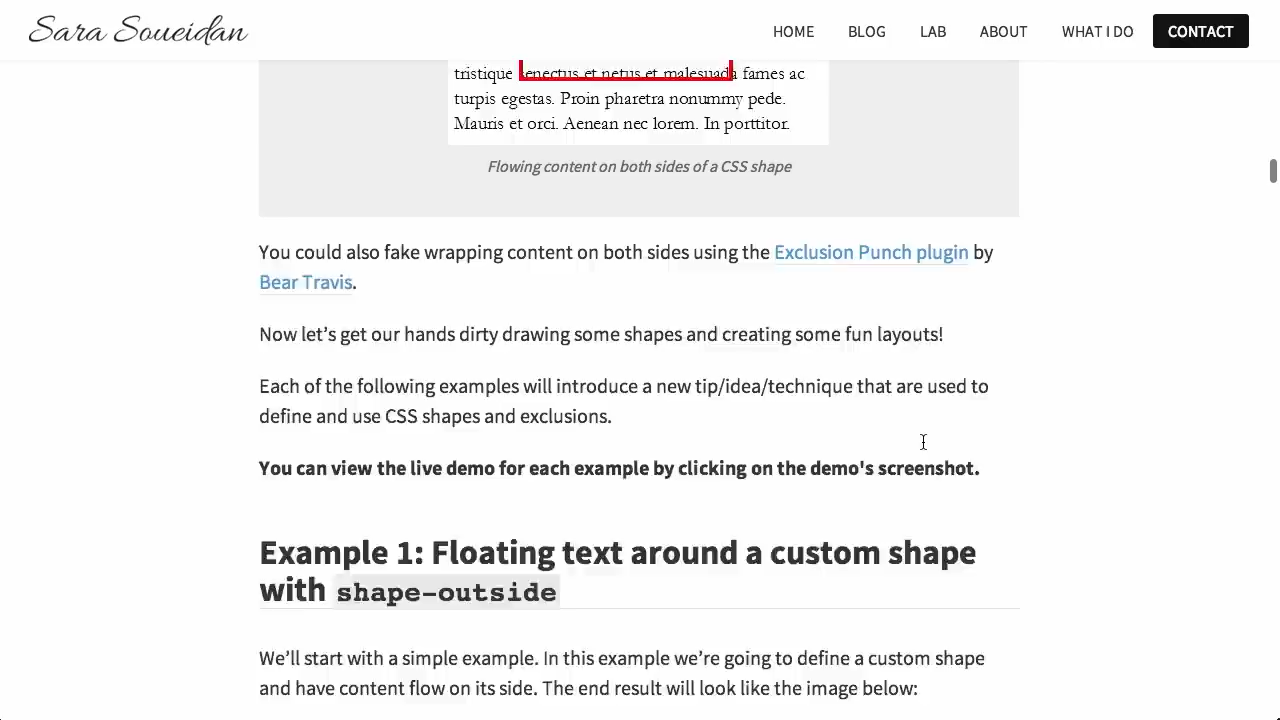 Sara Soueidan
HOME BLOG LAB ABOUT WHAT I DO CONTACT
tristique senectus et netus et malesuada fames ac
turpis egestas. Proin pharetra nonummy pede.
Mauris et orci. Aenean nec lorem. In porttitor.
Flowing content on both sides of a CSS shape
You could also fake wrapping content on both sides using the Exclusion Punch plugin by
Bear Travis.
Now let’s get our hands dirty drawing some shapes and creating some fun layouts!
Each of the following examples will introduce a new tip/idea/technique that are used to
define and use CSS shapes and exclusions.
You can view the live demo for each example by clicking on the demo's screenshot.
Example 1: Floating text around a custom shape
with shape-outside
We’ll start with a simple example. In this example we’re going to define a custom shape
and have content flow on its side. The end result will look like the image below: